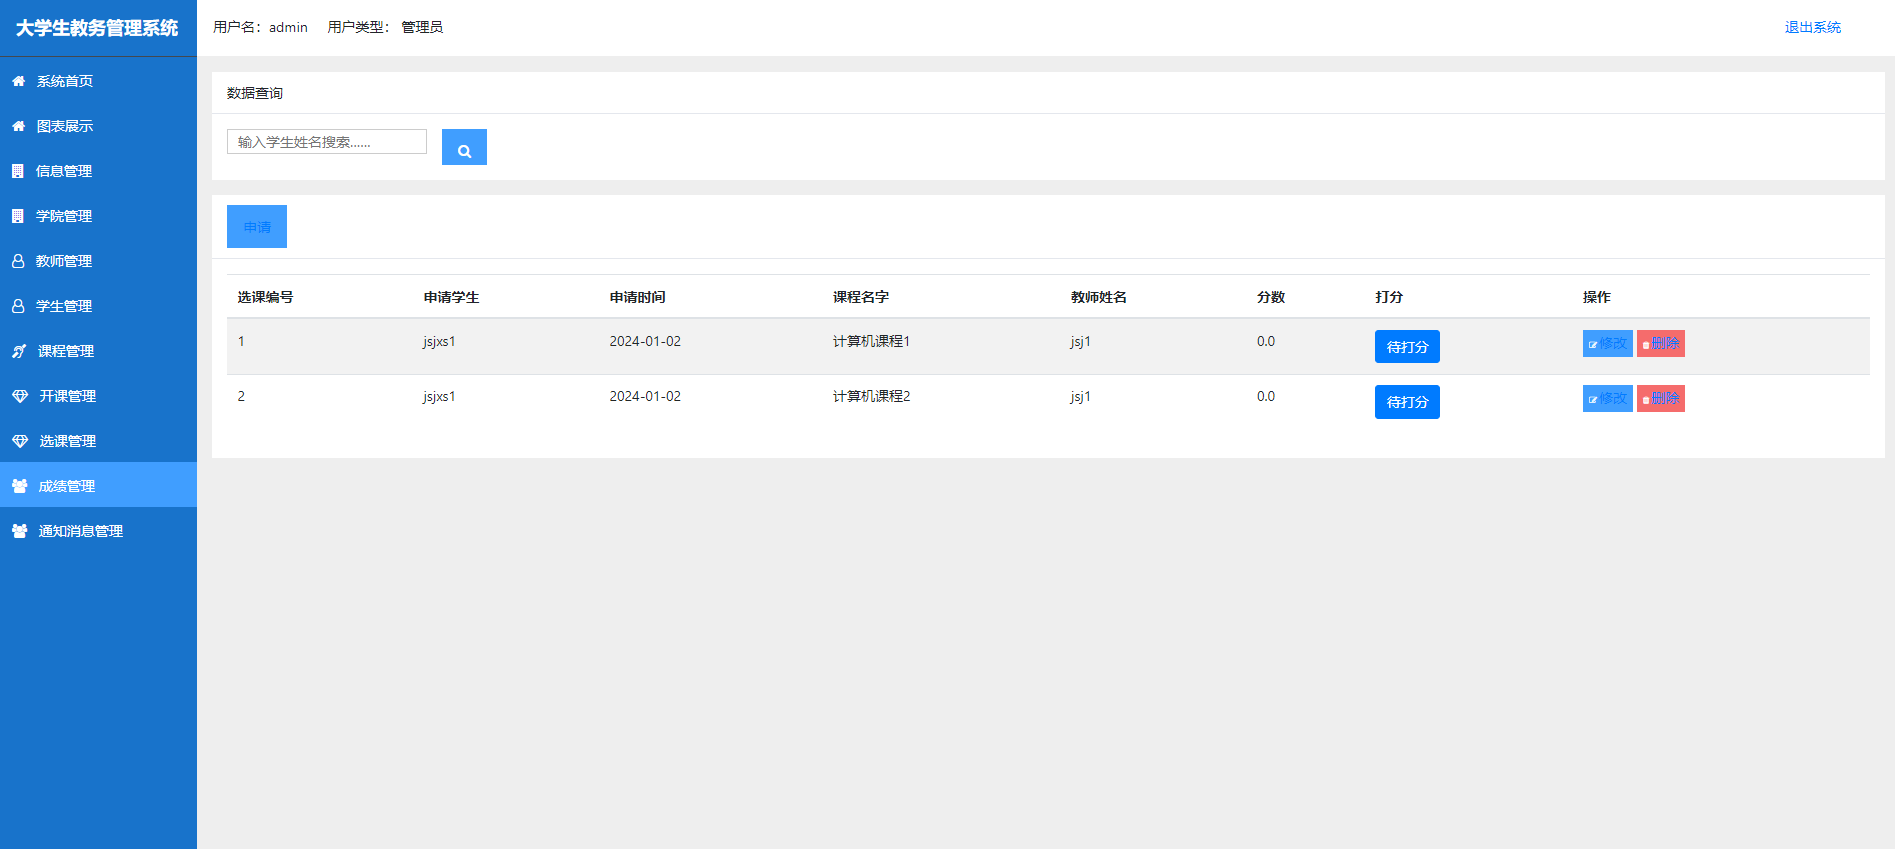 大学生教务管理系统
用户名：admin 用户类型： 管理员
退出系统
系统首页
图表展示
信息管理
学院管理
教师管理
学生管理
课程管理
开课管理
选课管理
成绩管理
通知消息管理
数据查询
输入学生姓名搜索......
申请
选课编号 申请学生 申请时间 课程名字 教师姓名 分数 打分 操作
1 jsjxs1 2024-01-02 计算机课程1 jsj1 0.0 待打分 修改 删除
2 jsjxs1 2024-01-02 计算机课程2 jsj1 0.0 待打分 修改 删除